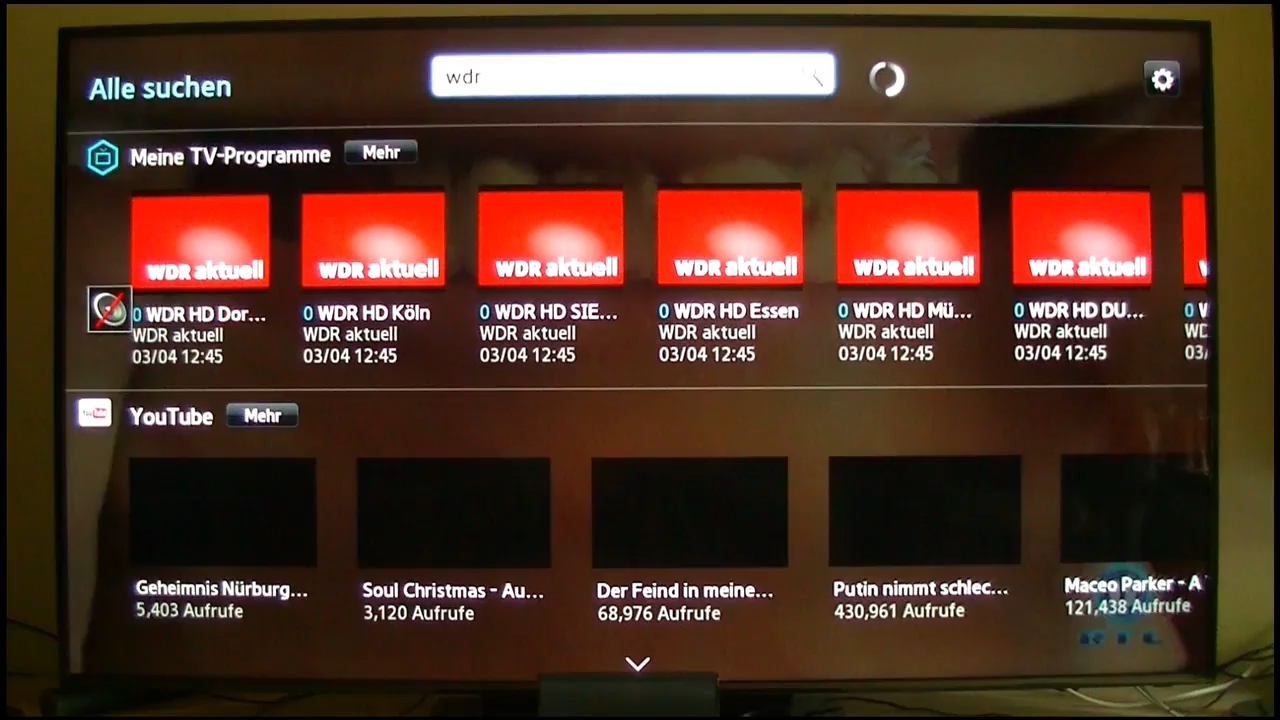 Alle suchen
wdr
Meine TV-Programme
Mehr
WDR aktuell
WDR aktuell
WDR aktuell
WDR aktuell
WDR aktuell
WDR aktuell
0 WDR HD Dor...
WDR aktuell
03/04 12:45
0 WDR HD Köln
WDR aktuell
03/04 12:45
0 WDR HD SIE...
WDR aktuell
03/04 12:45
0 WDR HD Essen
WDR aktuell
03/04 12:45
0 WDR HD Mü...
WDR aktuell
03/04 12:45
0 WDR HD DU...
WDR aktuell
03/04 12:45
0 W
WD
03/
YouTube
Mehr
Geheimnis Nürburg...
5,403 Aufrufe
Soul Christmas - Au...
3,120 Aufrufe
Der Feind in meine...
68,976 Aufrufe
Putin nimmt schlec...
430,961 Aufrufe
Maceo Parker - A
121,438 Aufrufe
RTL